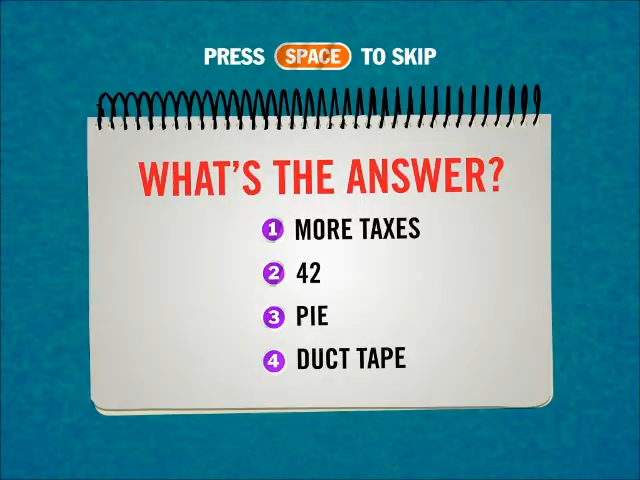 PRESS SPACE TO SKIP
WHAT'S THE ANSWER?
1 MORE TAXES
2 42
3 PIE
4 DUCT TAPE